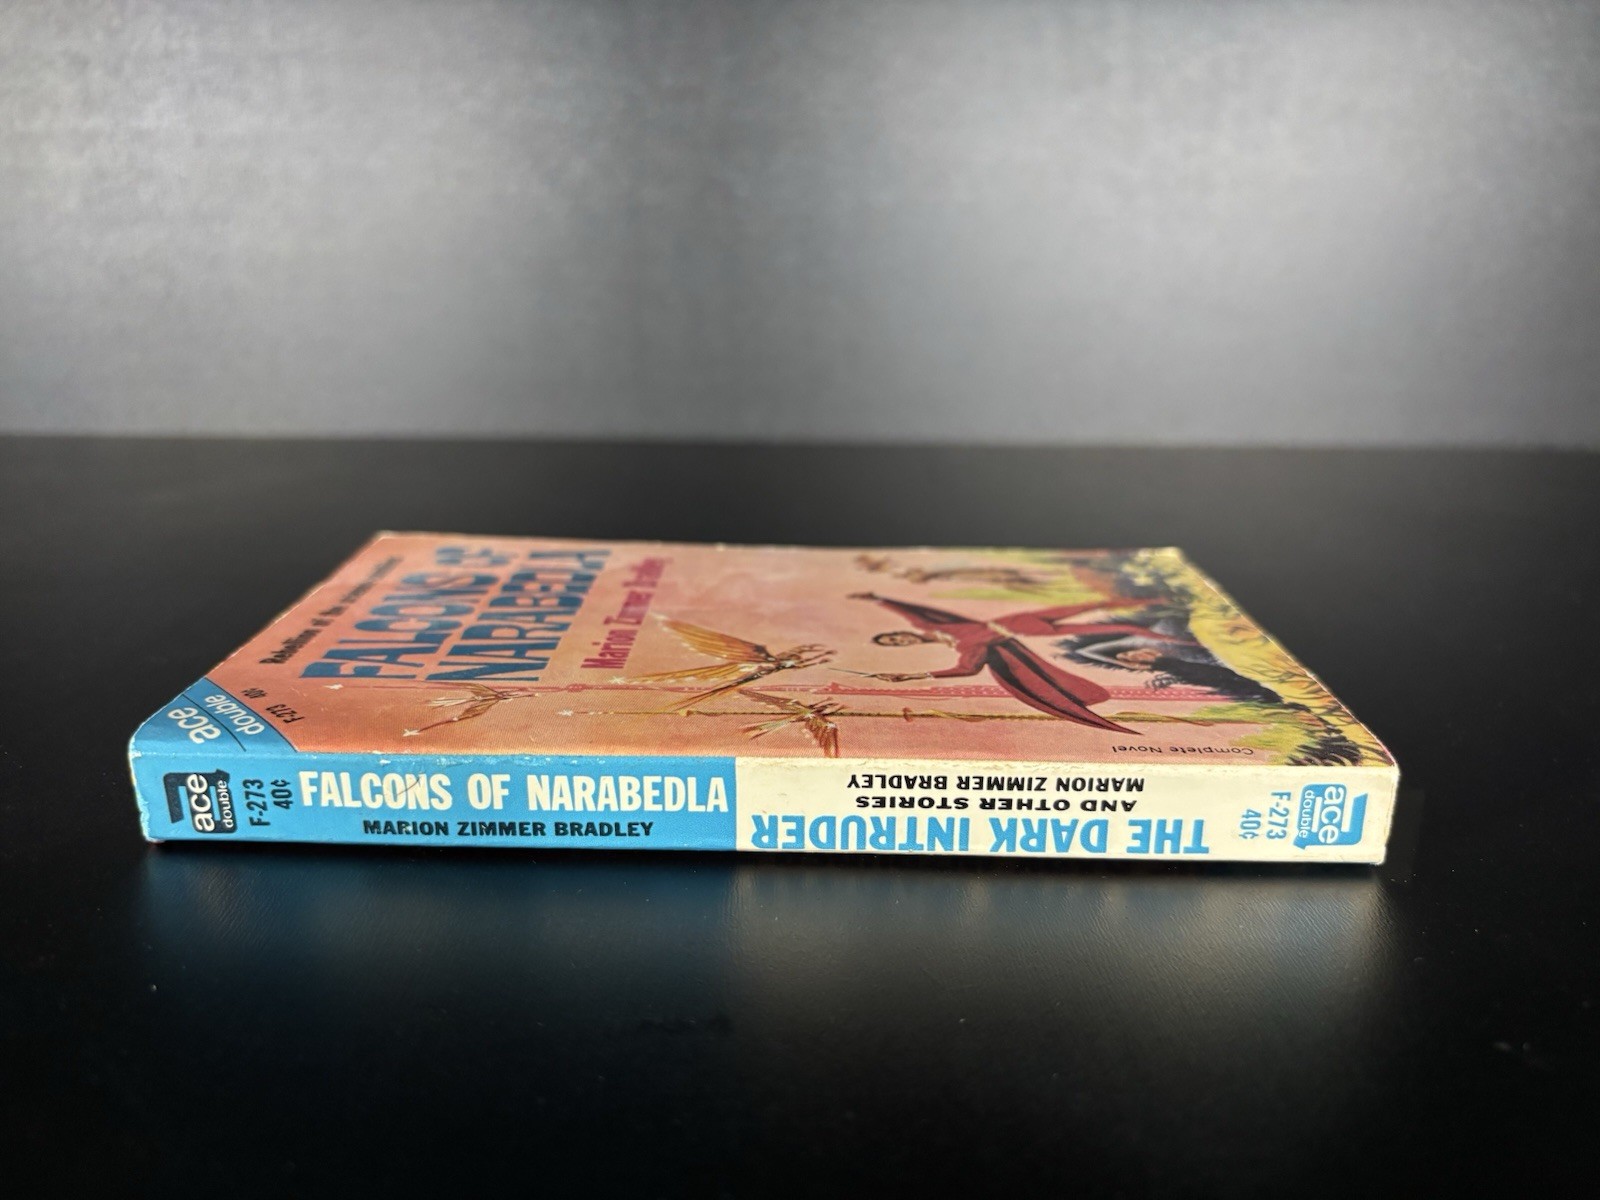 Rebellion of the
FALCONS OF
NARABEDLA
Marion Zimmer Bradley
ace
double
F-273
40¢
Complete Novel
ace
double
F-273
40¢
FALCONS OF NARABEDLA
MARION ZIMMER BRADLEY
THE DARK INTRUDER
AND OTHER STORIES
MARION ZIMMER BRADLEY
F-273
40¢
ace
double